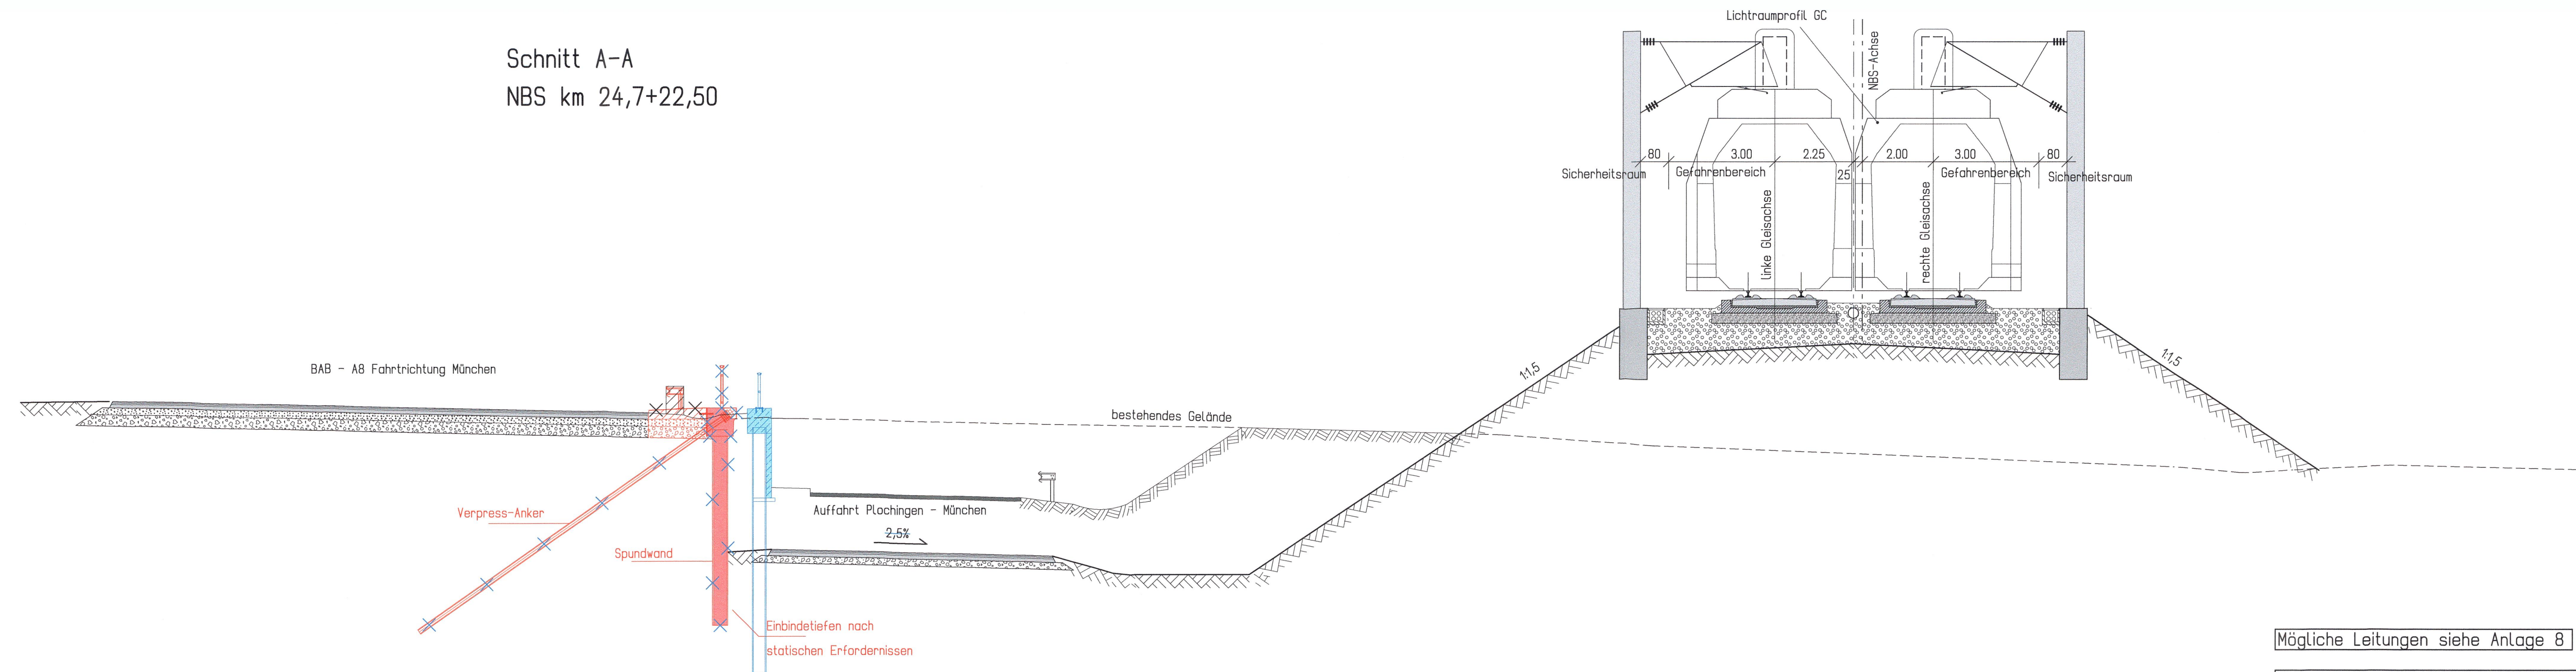 Schnitt A-A
NBS km 24,7+22,50
Lichtraumprofil GC
NBS-Achse
80
3.00
2.25
2.00
3.00
80
Sicherheitsraum
Gefahrenbereich
25
Gefahrenbereich
Sicherheitsraum
linke Gleisachse
rechte Gleisachse
1:1,5
1:1,5
BAB - A8 Fahrtrichtung München
bestehendes Gelände
Verpress-Anker
Auffahrt Plochingen - München
2,5%
Spundwand
Einbindetiefen nach
statischen Erfordernissen
Mögliche Leitungen siehe Anlage 8